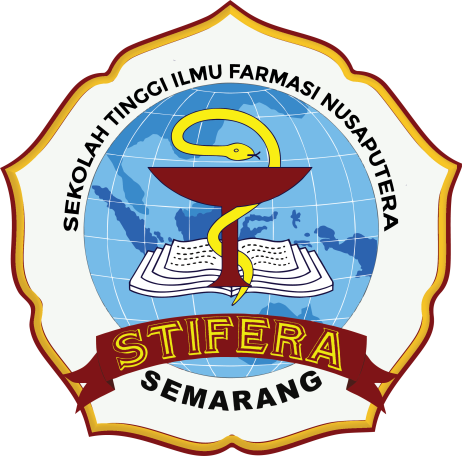 SEKOLAH TINGGI ILMU FARMASI NUSAPUTERA
STIFERA
SEMARANG